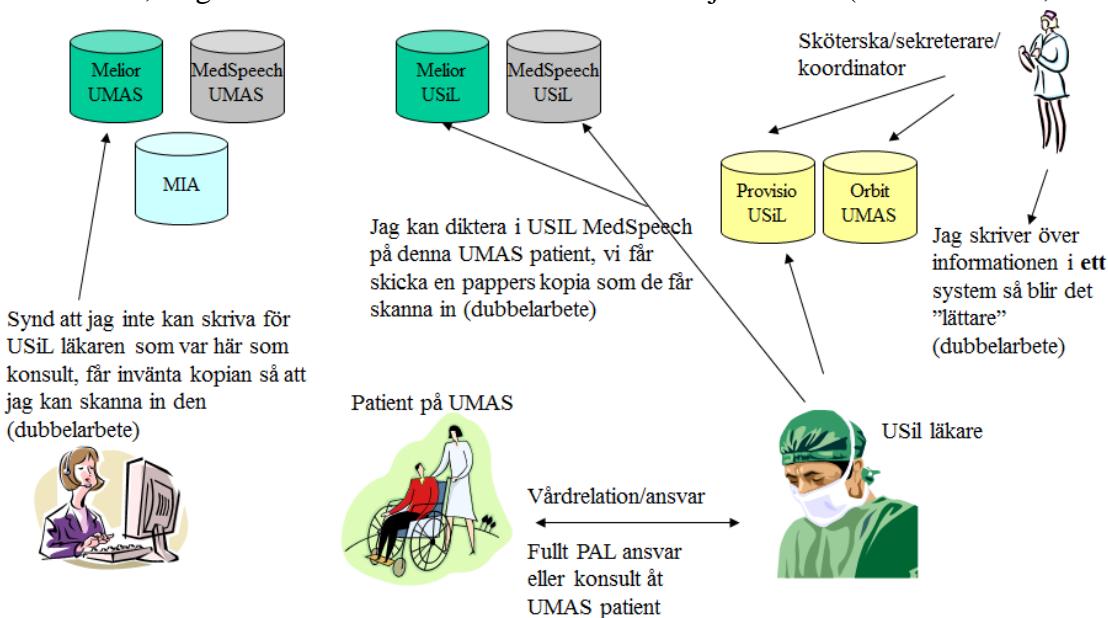 Melior
UMAS
MedSpeech
UMAS
MIA
Melior
USiL
MedSpeech
USiL
Sköterska/sekreterare/
koordinator
Provisio
USiL
Orbit
UMAS
Jag kan diktera i USIL MedSpeech
på denna UMAS patient, vi får
skicka en pappers kopia som de får
skanna in (dubbelarbete)
Jag skriver över
informationen i ett
system så blir det
”lättare”
(dubbelarbete)
Synd att jag inte kan skriva för
USiL läkaren som var här som
konsult, får invänta kopian så att
jag kan skanna in den
(dubbelarbete)
Patient på UMAS
USil läkare
Vårdrelation/ansvar
Fullt PAL ansvar
eller konsult åt
UMAS patient